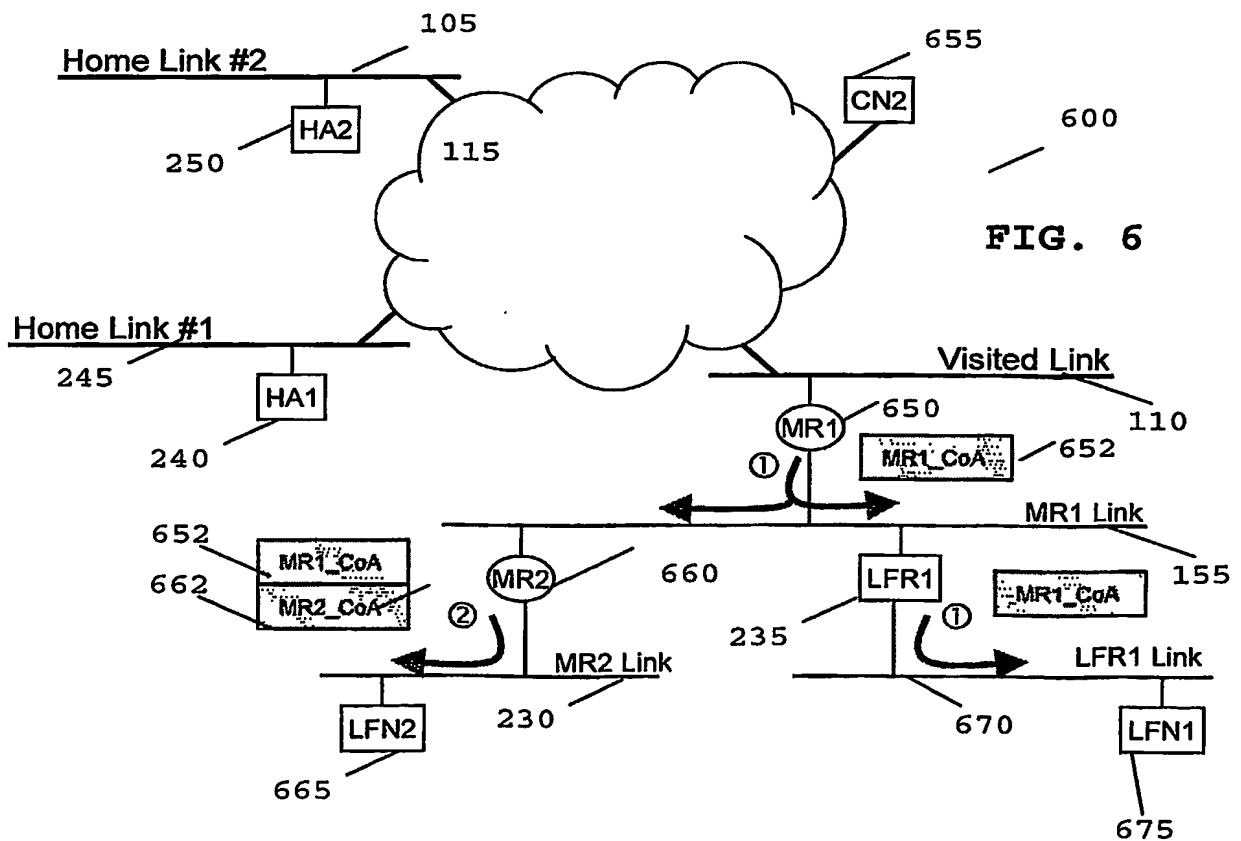 105
655
Home Link #2
CN2
HA2
600
250
115
FIG. 6
Home Link #1
245
Visited Link
HA1
650
110
MR1
240
①
MR1_CoA
652
MR1 Link
652
MR1_CoA
MR2
660
LFR1
155
662
MR2_CoA
MR1_CoA
②
235
①
MR2 Link
LFR1 Link
230
670
LFN2
LFN1
665
675